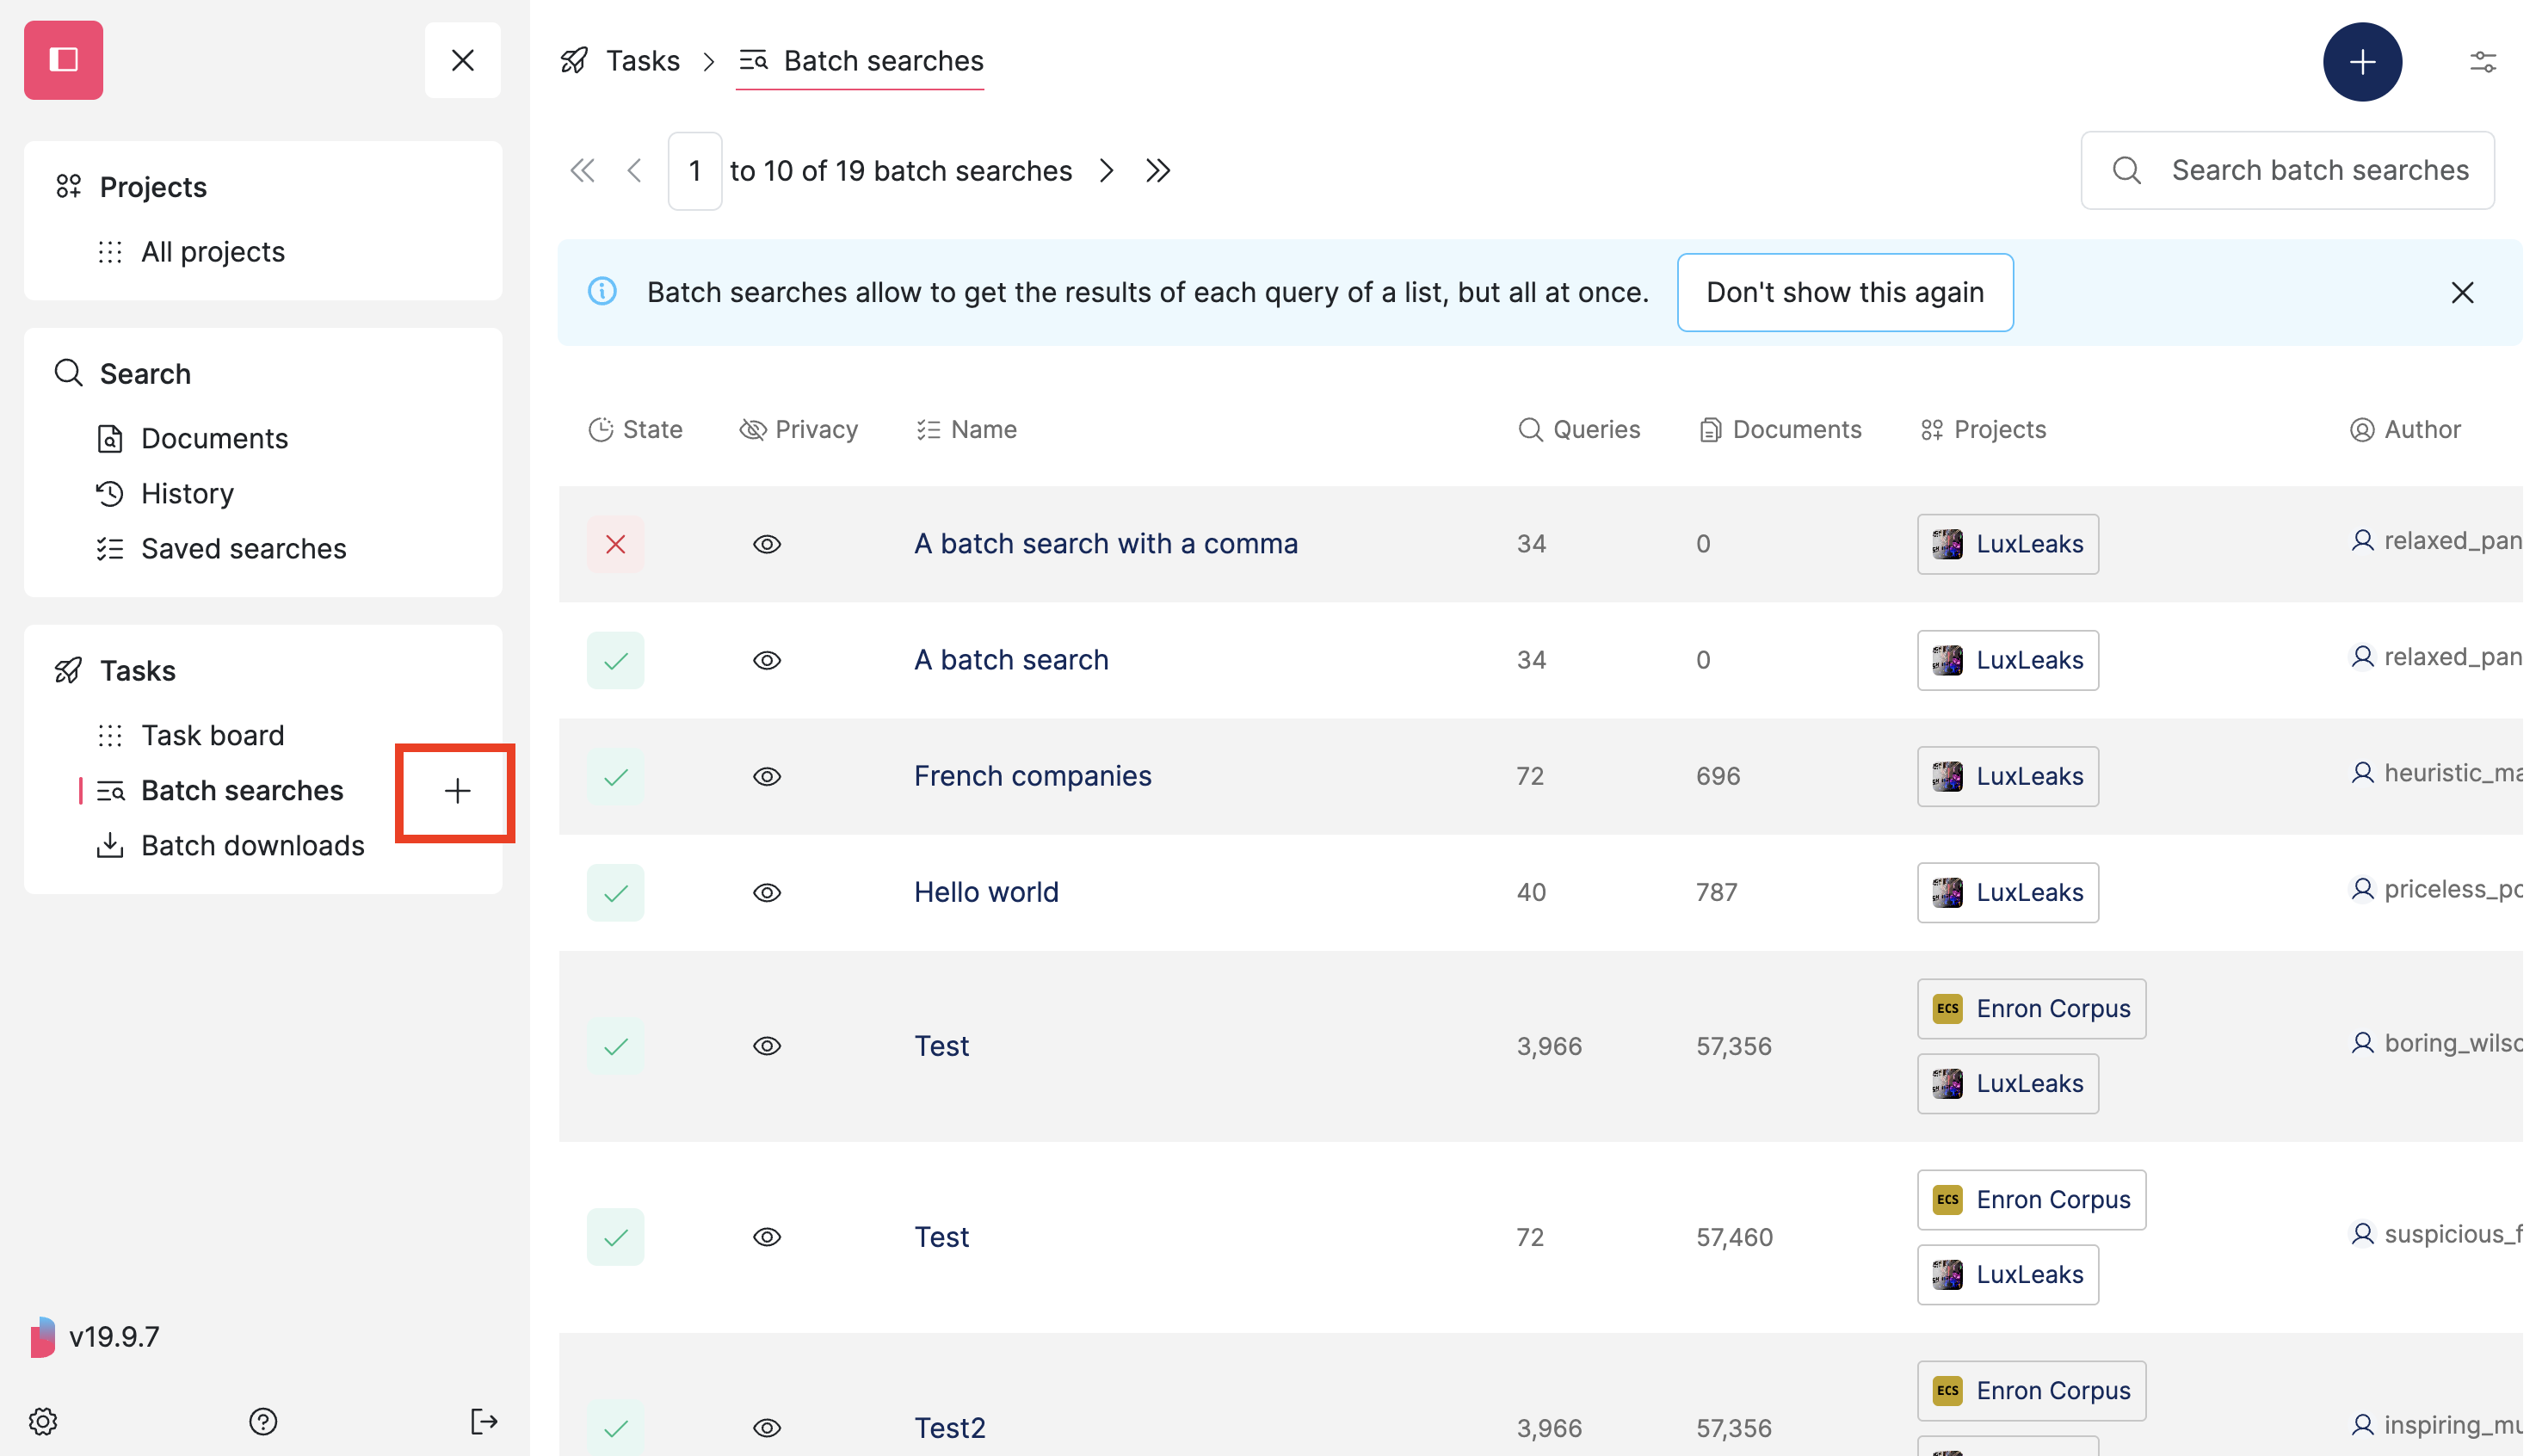 Projects
All projects
Search
Documents
History
Saved searches
Tasks
Task board
Batch searches
Batch downloads
v19.9.7
Tasks
Batch searches
1 to 10 of 19 batch searches
Search batch searches
Batch searches allow to get the results of each query of a list, but all at once.
Don't show this again
State Privacy Name Queries Documents Projects Author
A batch search with a comma 34 0 LuxLeaks relaxed_pan
A batch search 34 0 LuxLeaks relaxed_pan
French companies 72 696 LuxLeaks heuristic_ma
Hello world 40 787 LuxLeaks priceless_po
Test 3,966 57,356 ECS Enron Corpus boring_wilso
LuxLeaks
Test 72 57,460 ECS Enron Corpus suspicious_f
LuxLeaks
Test2 3,966 57,356 ECS Enron Corpus inspiring_mu